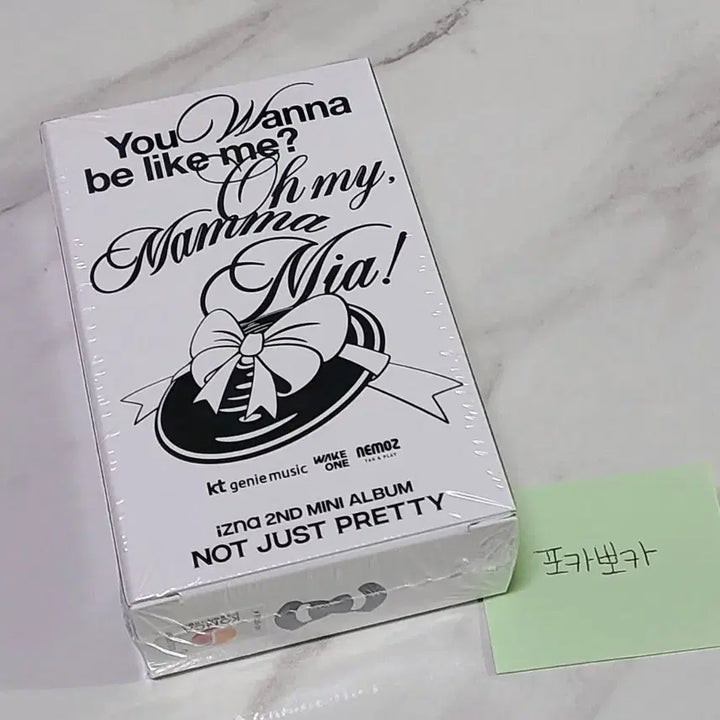 You Wanna
be like me?
Oh my,
Mamma
Mia!
kt genie music WAKE ONE NEMOZ
TAG & PLAY
izna 2ND MINI ALBUM
NOT JUST PRETTY
포카뽀카